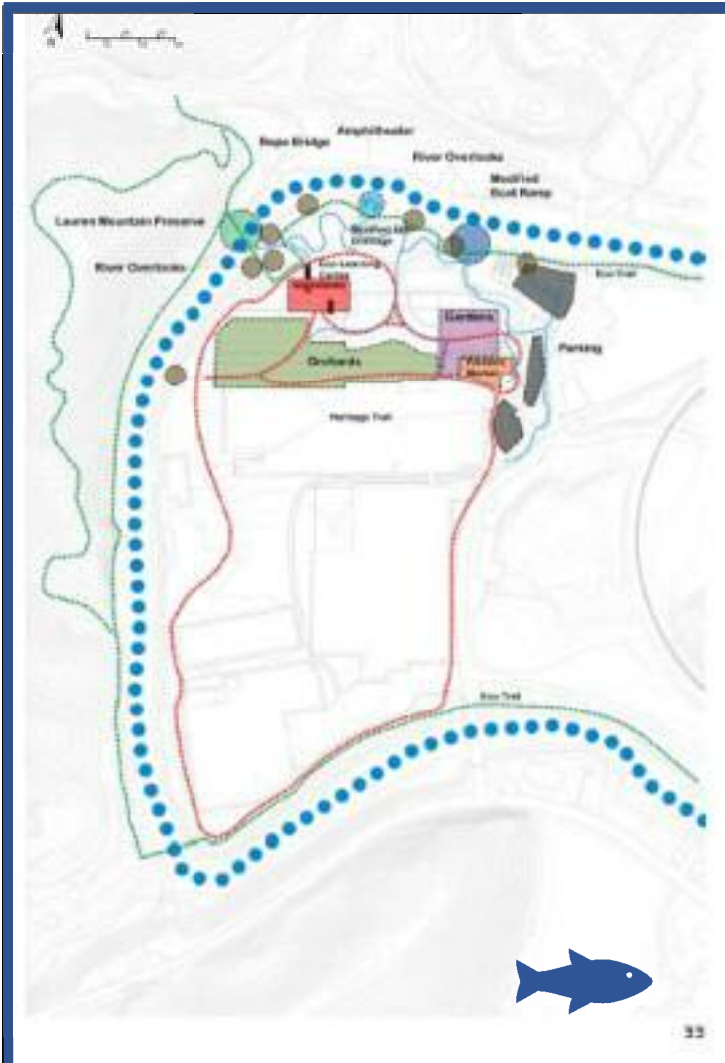 N
Amphitheater
Rope Bridge
River Overlooks
Modified
Boat Ramp
Lauren Mountain Preserve
River Overlooks
Eco Trail
Gardens
Parking
Orchards
Heritage Trail
Eco Trail
33